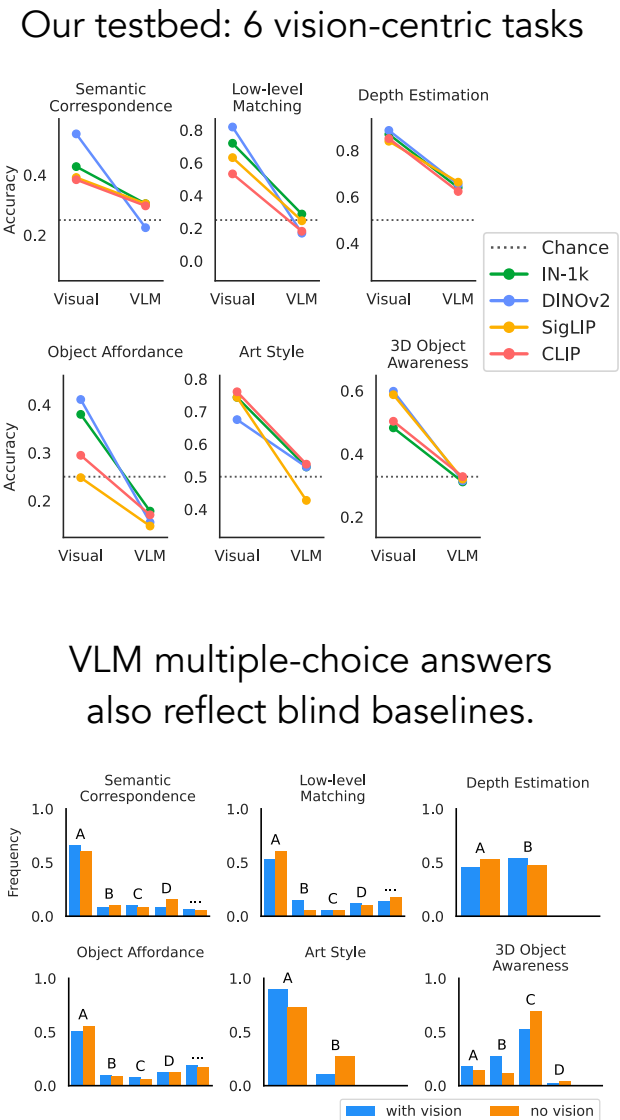 Our testbed: 6 vision-centric tasks
Semantic
Correspondence
Low-level
Matching
Depth Estimation
Accuracy
0.4
0.2
Visual VLM
0.8
0.6
0.4
0.2
0.0
Visual VLM
0.8
0.6
0.4
Visual VLM
Chance
IN-1k
DINOv2
SigLIP
CLIP
Object Affordance
Art Style
3D Object
Awareness
Accuracy
0.4
0.3
0.2
Visual VLM
0.8
0.7
0.6
0.5
0.4
Visual VLM
0.6
0.4
0.2
Visual VLM
VLM multiple-choice answers
also reflect blind baselines.
Semantic
Correspondence
Low-level
Matching
Depth Estimation
Frequency
1.0
0.5
0.0
A B C D ...
1.0
0.5
0.0
A B C D ...
1.0
0.5
0.0
A B
Object Affordance
Art Style
3D Object
Awareness
1.0
0.5
0.0
A B C D ...
1.0
0.5
0.0
A B
1.0
0.5
0.0
A B C D
with vision no vision